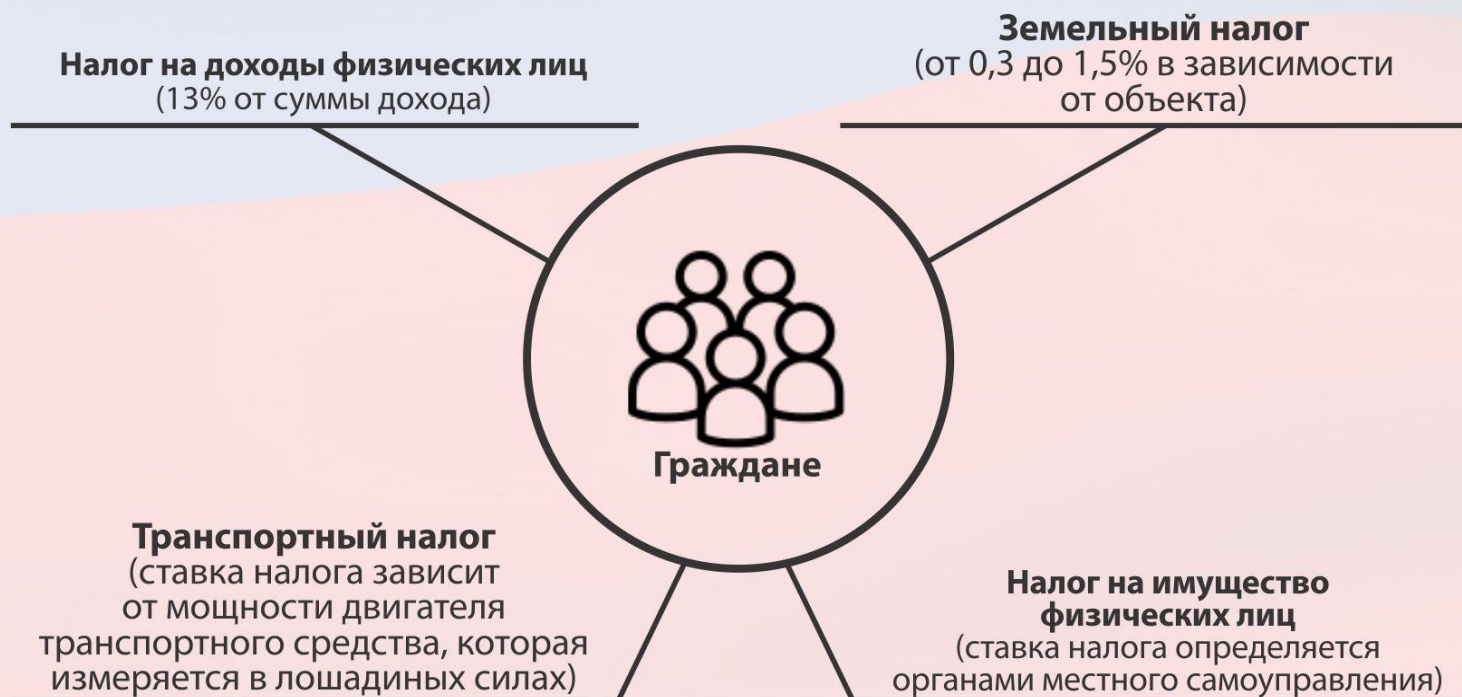 Налог на доходы физических лиц
(13% от суммы дохода)
Земельный налог
(от 0,3 до 1,5% в зависимости
от объекта)
Граждане
Транспортный налог
(ставка налога зависит
от мощности двигателя
транспортного средства, которая
измеряется в лошадиных силах)
Налог на имущество
физических лиц
(ставка налога определяется
органами местного самоуправления)